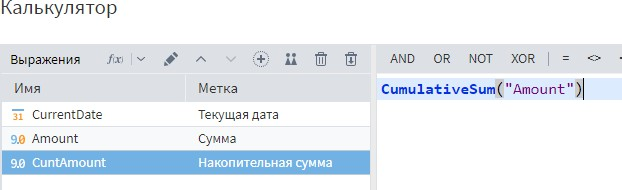 Калькулятор
Выражения f(x) AND OR NOT XOR = <>
Имя Метка
CumulativeSum("Amount")
31 CurrentDate Текущая дата
9.0 Amount Сумма
9.0 CuntAmount Накопительная сумма